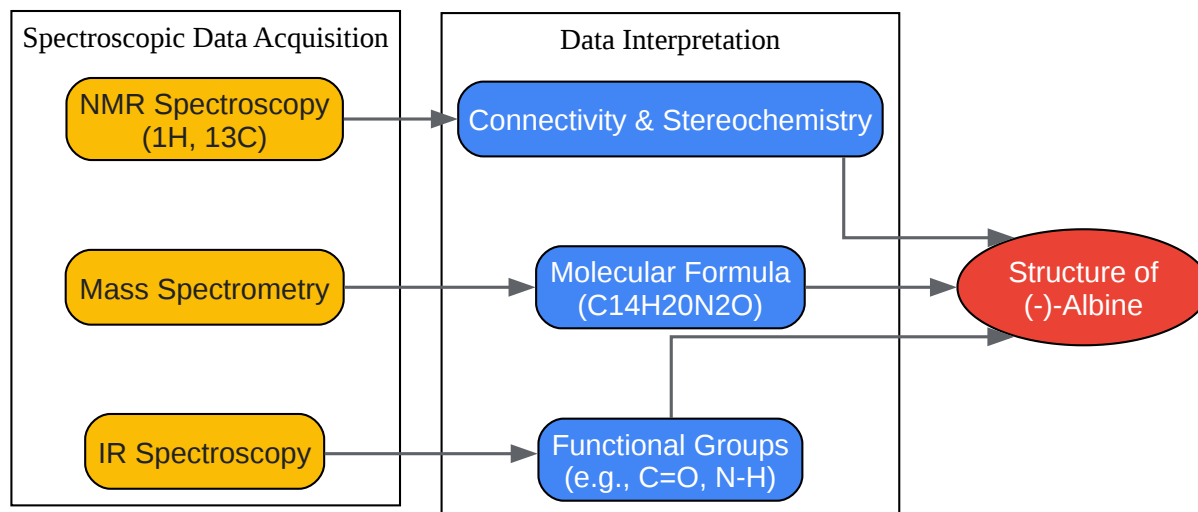 Spectroscopic Data Acquisition
NMR Spectroscopy
(1H, 13C)
Mass Spectrometry
IR Spectroscopy
Data Interpretation
Connectivity & Stereochemistry
Molecular Formula
(C14H20N2O)
Functional Groups
(e.g., C=O, N-H)
Structure of
(-)-Albine